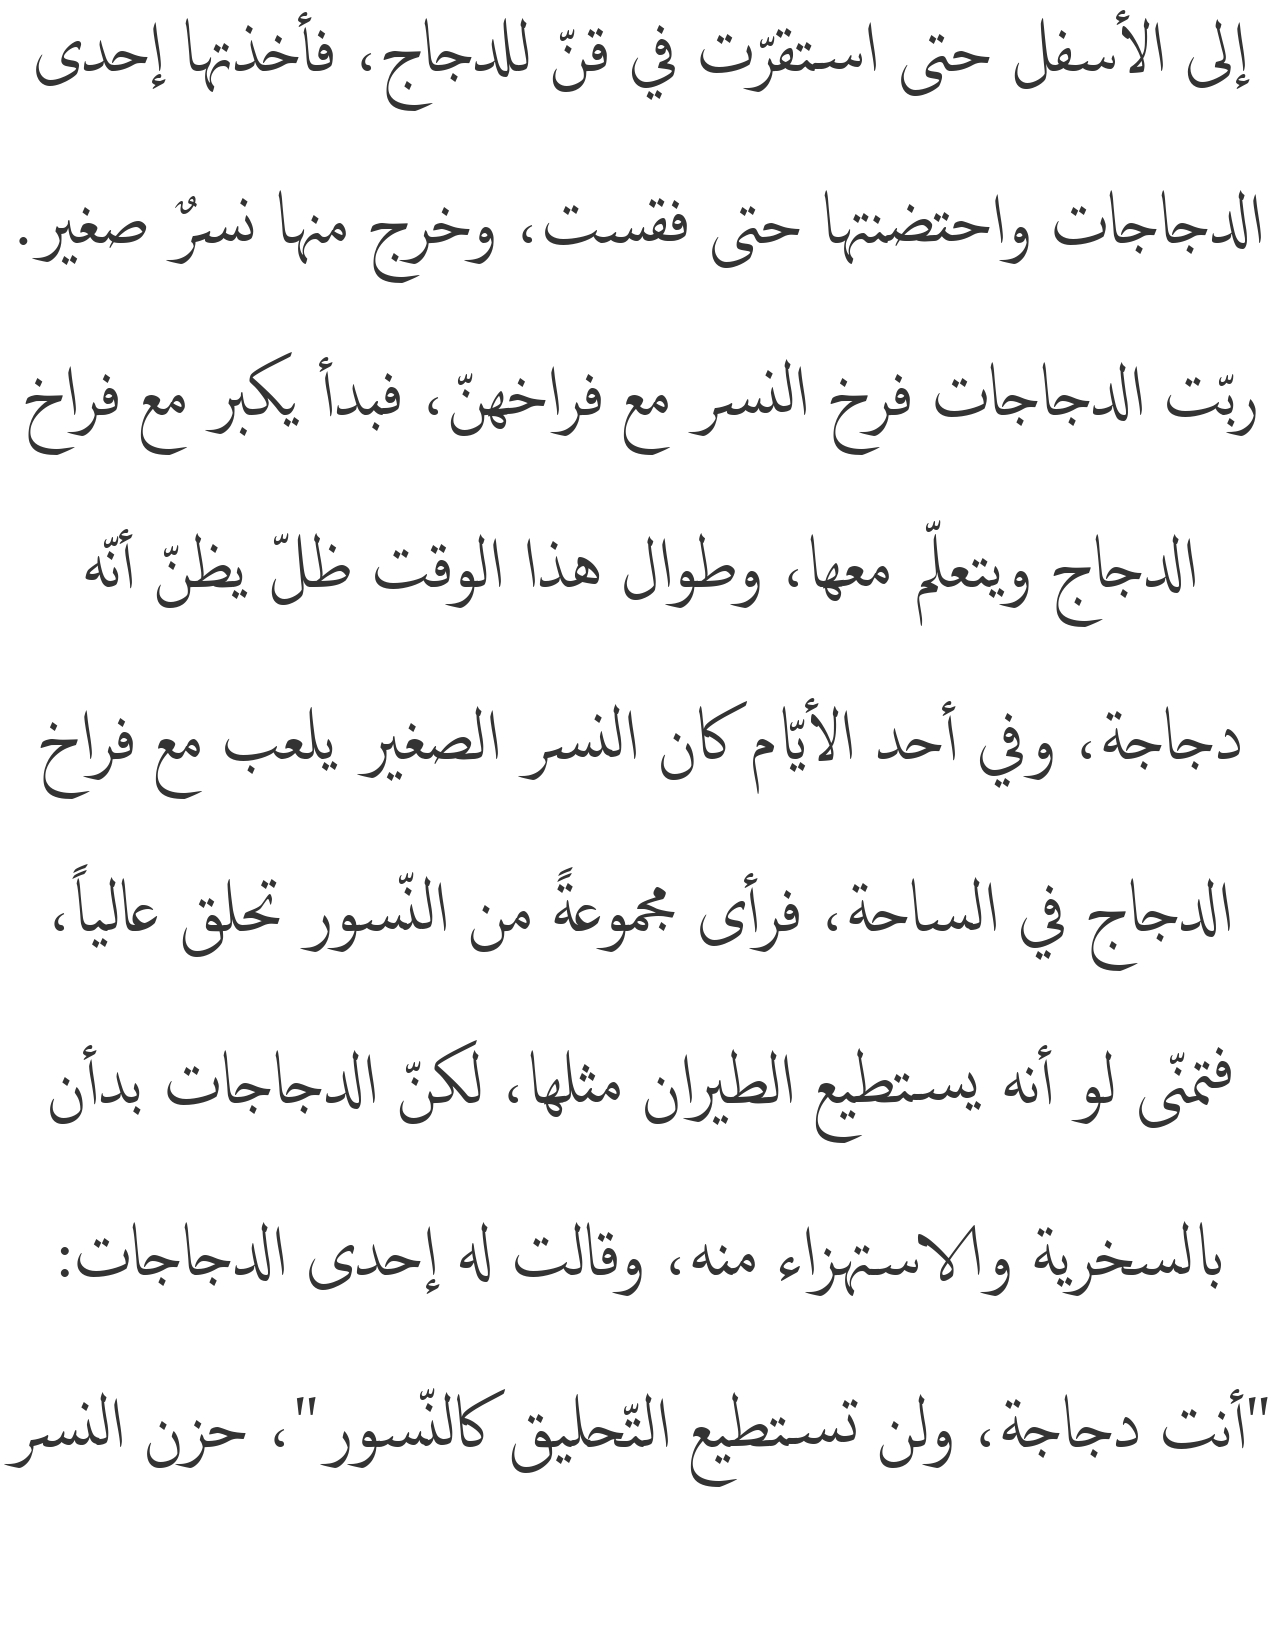 إلى الأسفل حتى استقرّت في قنّ للدجاج، فأخذتها إحدى
الدجاجات واحتضنتها حتى فقست، وخرج منها نسرٌ صغير.
ربّت الدجاجات فرخ النسر مع فراخهنّ، فبدأ يكبر مع فراخ
الدجاج ويتعلّم معها، وطوال هذا الوقت ظلّ يظنّ أنّه
دجاجة، وفي أحد الأيّام كان النسر الصغير يلعب مع فراخ
الدجاج في الساحة، فرأى مجموعةً من النّسور تحلق عالياً،
فتمنّى لو أنه يستطيع الطيران مثلها، لكنّ الدجاجات بدأن
بالسخرية والاستهزاء منه، وقالت له إحدى الدجاجات:
"أنت دجاجة، ولن تستطيع التّحليق كالنّسور"، حزن النسر